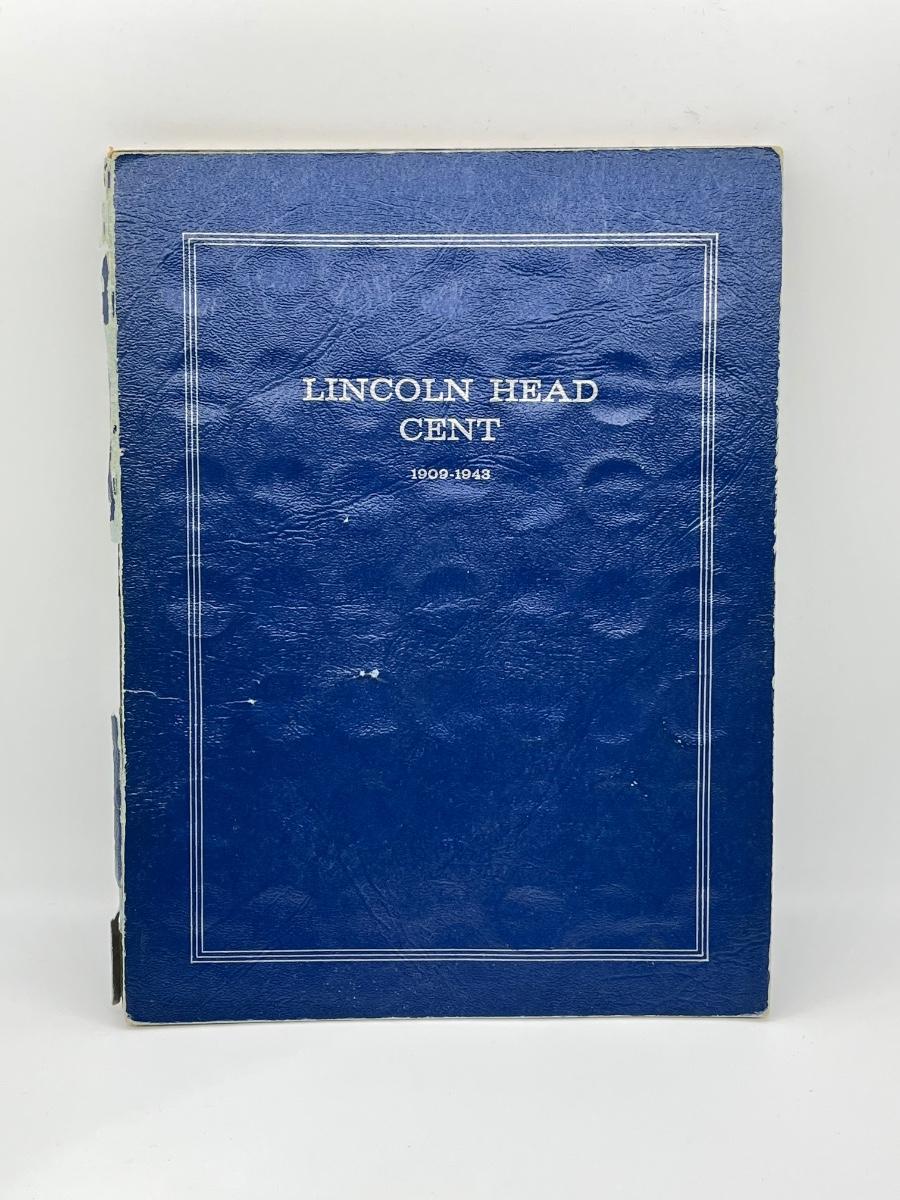 LINCOLN HEAD
CENT
1909-1943